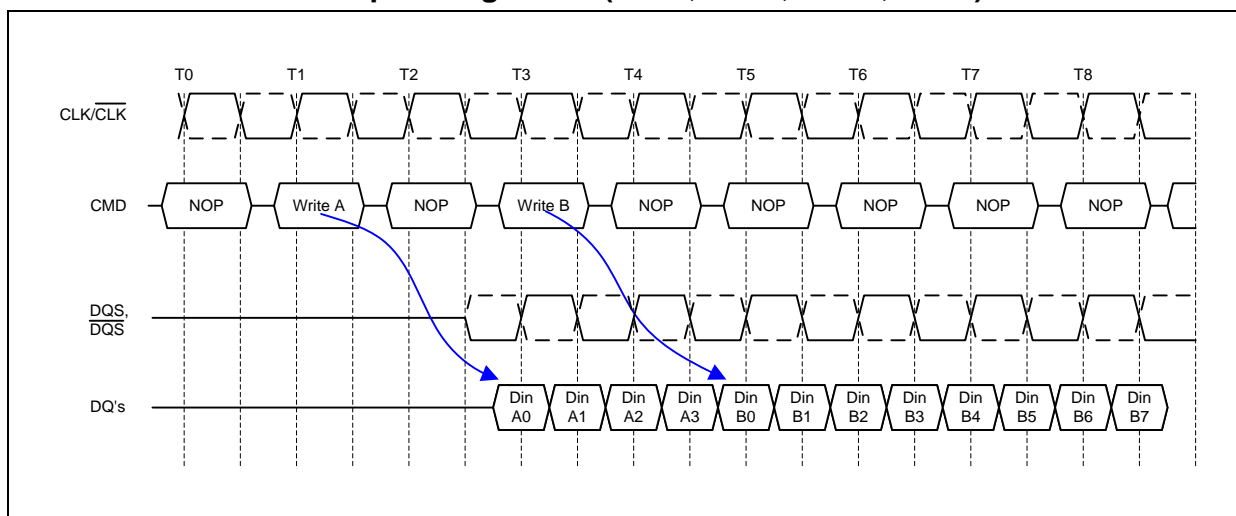 T0 T1 T2 T3 T4 T5 T6 T7 T8
CLK/CLK
CMD NOP Write A NOP Write B NOP NOP NOP NOP NOP
DQS,
DQS
DQ's
Din Din Din Din Din Din Din Din Din Din Din Din
A0 A1 A2 A3 B0 B1 B2 B3 B4 B5 B6 B7